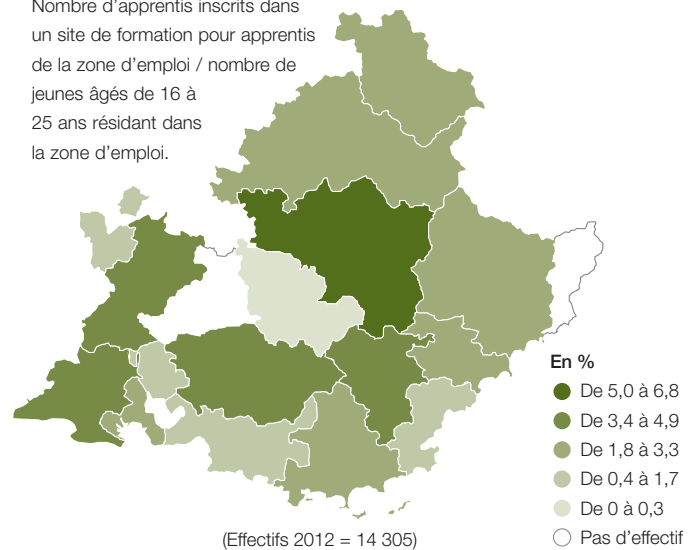 Nombre d’apprentis inscrits dans
un site de formation pour apprentis
de la zone d’emploi / nombre de
jeunes âgés de 16 à
25 ans résidant dans
la zone d’emploi.
En %
De 5,0 à 6,8
De 3,4 à 4,9
De 1,8 à 3,3
De 0,4 à 1,7
De 0 à 0,3
Pas d’effectif
(Effectifs 2012 = 14 305)